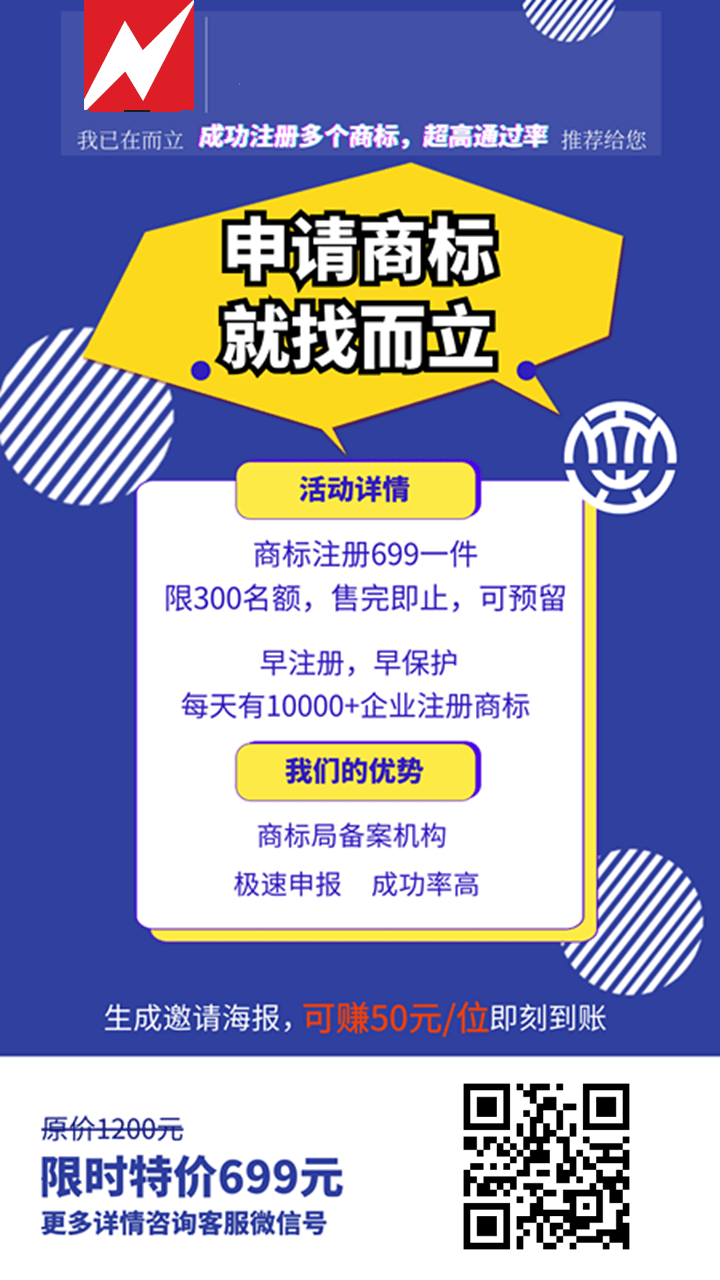 我已在而立 成功注册多个商标，超高通过率 推荐给您
申请商标
就找而立
活动详情
商标注册699一件
限300名额，售完即止，可预留
早注册，早保护
每天有10000+企业注册商标
我们的优势
商标局备案机构
极速申报 成功率高
生成邀请海报，可赚50元/位即刻到账
原价1200元
限时特价699元
更多详情咨询客服微信号